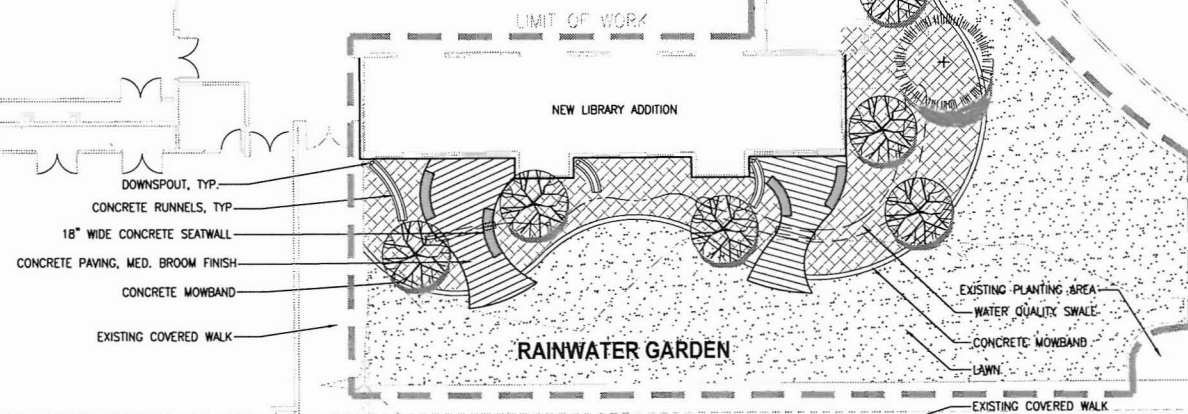 LIMIT OF WORK
NEW LIBRARY ADDITION
DOWNSPOUT, TYP.
CONCRETE RUNNELS, TYP
18" WIDE CONCRETE SEATWALL
CONCRETE PAVING, MED. BROOM FINISH
CONCRETE MOWBAND
EXISTING COVERED WALK
RAINWATER GARDEN
EXISTING PLANTING AREA
WATER QUALITY SWALE
CONCRETE MOWBAND
LAWN
EXISTING COVERED WALK